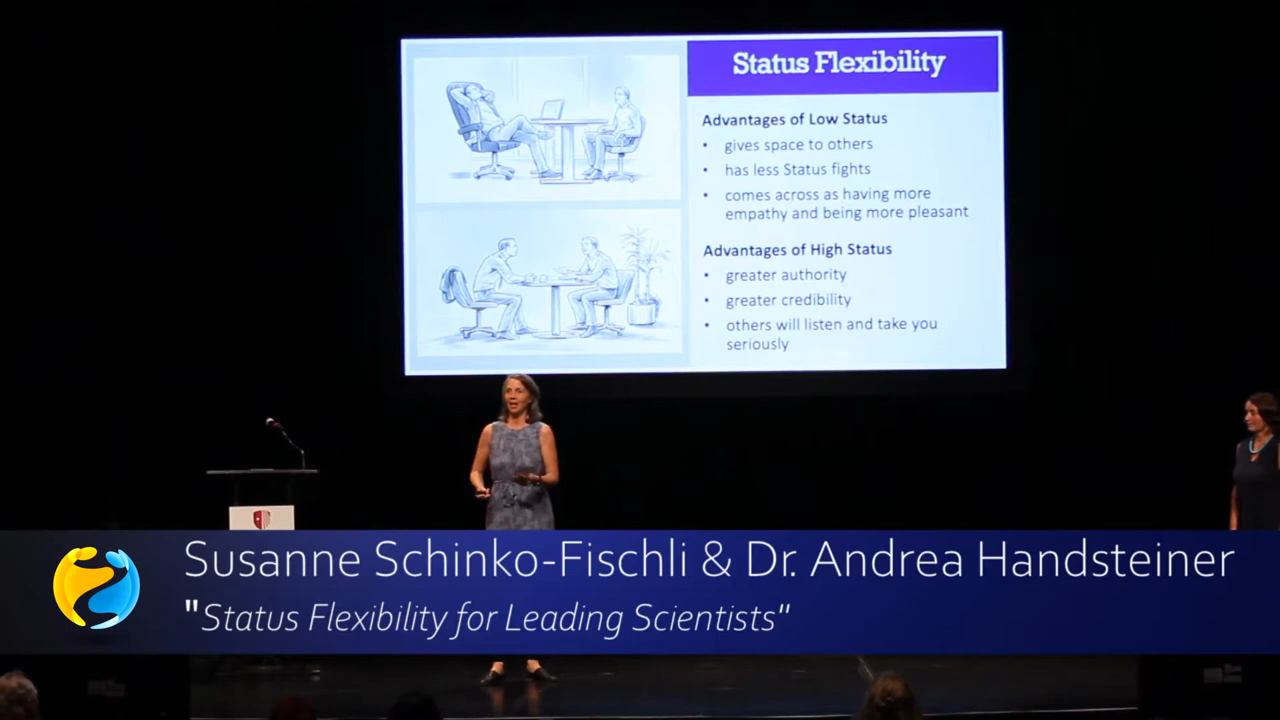 Status Flexibility
Advantages of Low Status
• gives space to others
• has less Status fights
• comes across as having more
empathy and being more pleasant
Advantages of High Status
• greater authority
• greater credibility
• others will listen and take you
seriously
Susanne Schinko-Fischli & Dr. Andrea Handsteiner
"Status Flexibility for Leading Scientists"